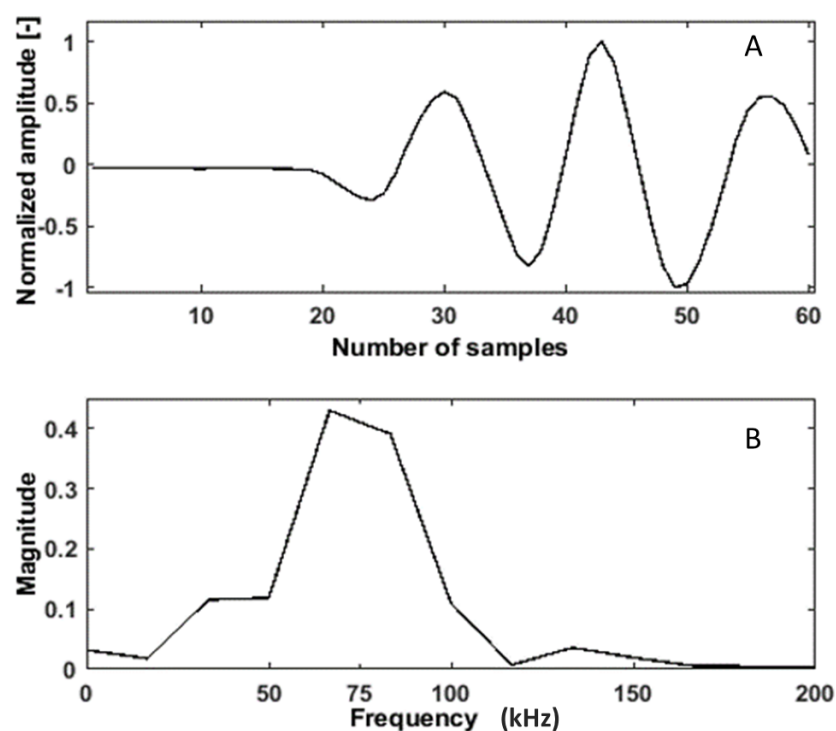 Normalized amplitude [-]
1
0.5
0
-0.5
-1
A
10 20 30 40 50 60
Number of samples
Magnitude
0.4
0.3
0.2
0.1
0
B
0 50 75 100 150 200
Frequency (kHz)